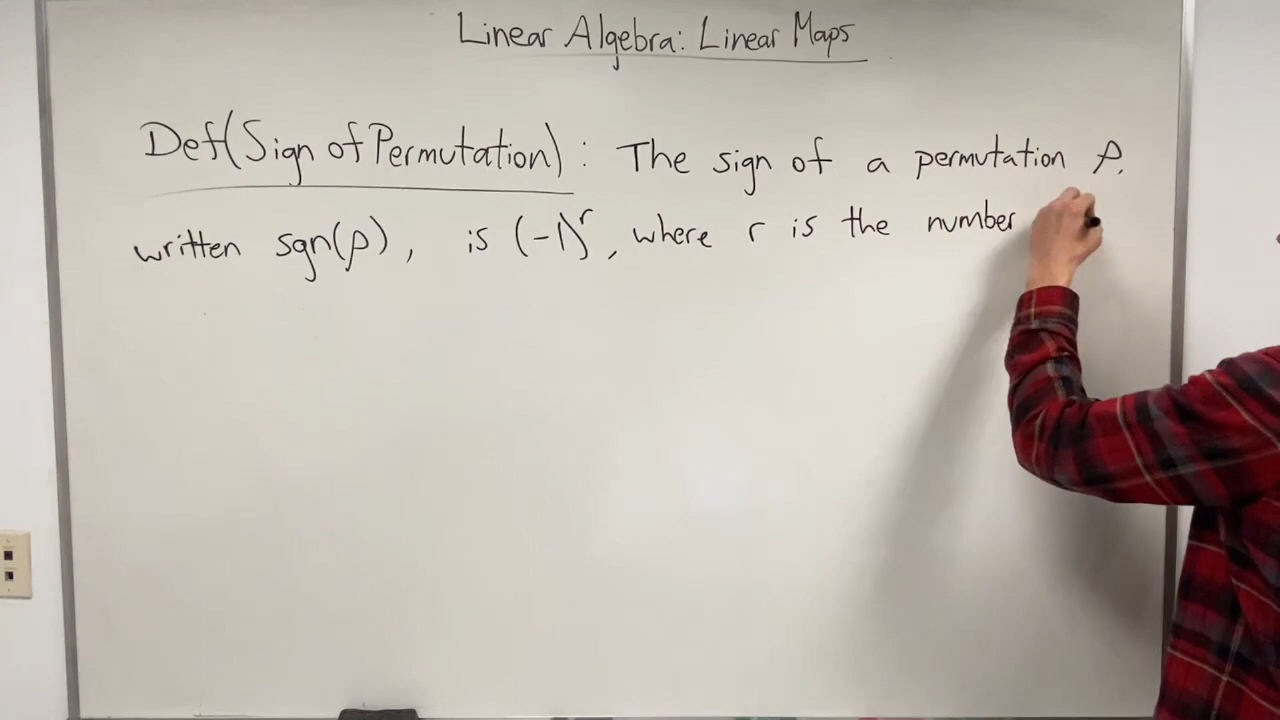 Linear Algebra: Linear Maps
Def(Sign of Permutation): The sign of a permutation ρ,
written sgn(ρ), is (-1)^r, where r is the number